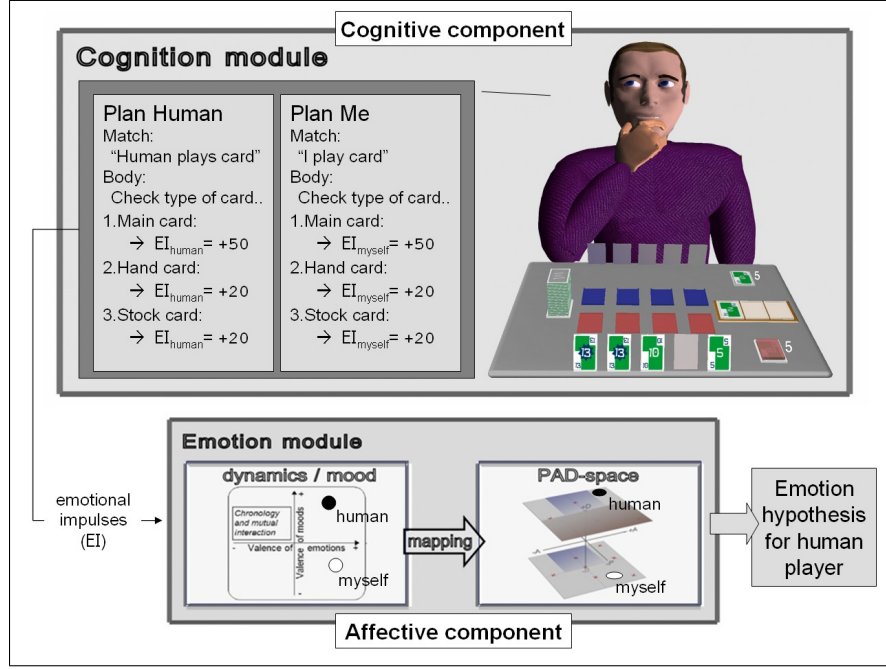 Cognitive component
Cognition module
Plan Human
Match:
“Human plays card”
Body:
Check type of card..
1.Main card:
→ EIhuman= +50
2.Hand card:
→ EIhuman= +20
3.Stock card:
→ EIhuman= +20
Plan Me
Match:
“I play card”
Body:
Check type of card..
1.Main card:
→ EImyself= +50
2.Hand card:
→ EImyself= +20
3.Stock card:
→ EImyself= +20
5
5
13
13
10
5
emotional
impulses
(EI)
Emotion module
dynamics / mood
Chronology
and mutual
interaction
Valence of moods
+
-
- Valence of emotions +
human
myself
mapping
PAD-space
human
myself
Emotion
hypothesis
for human
player
Affective component